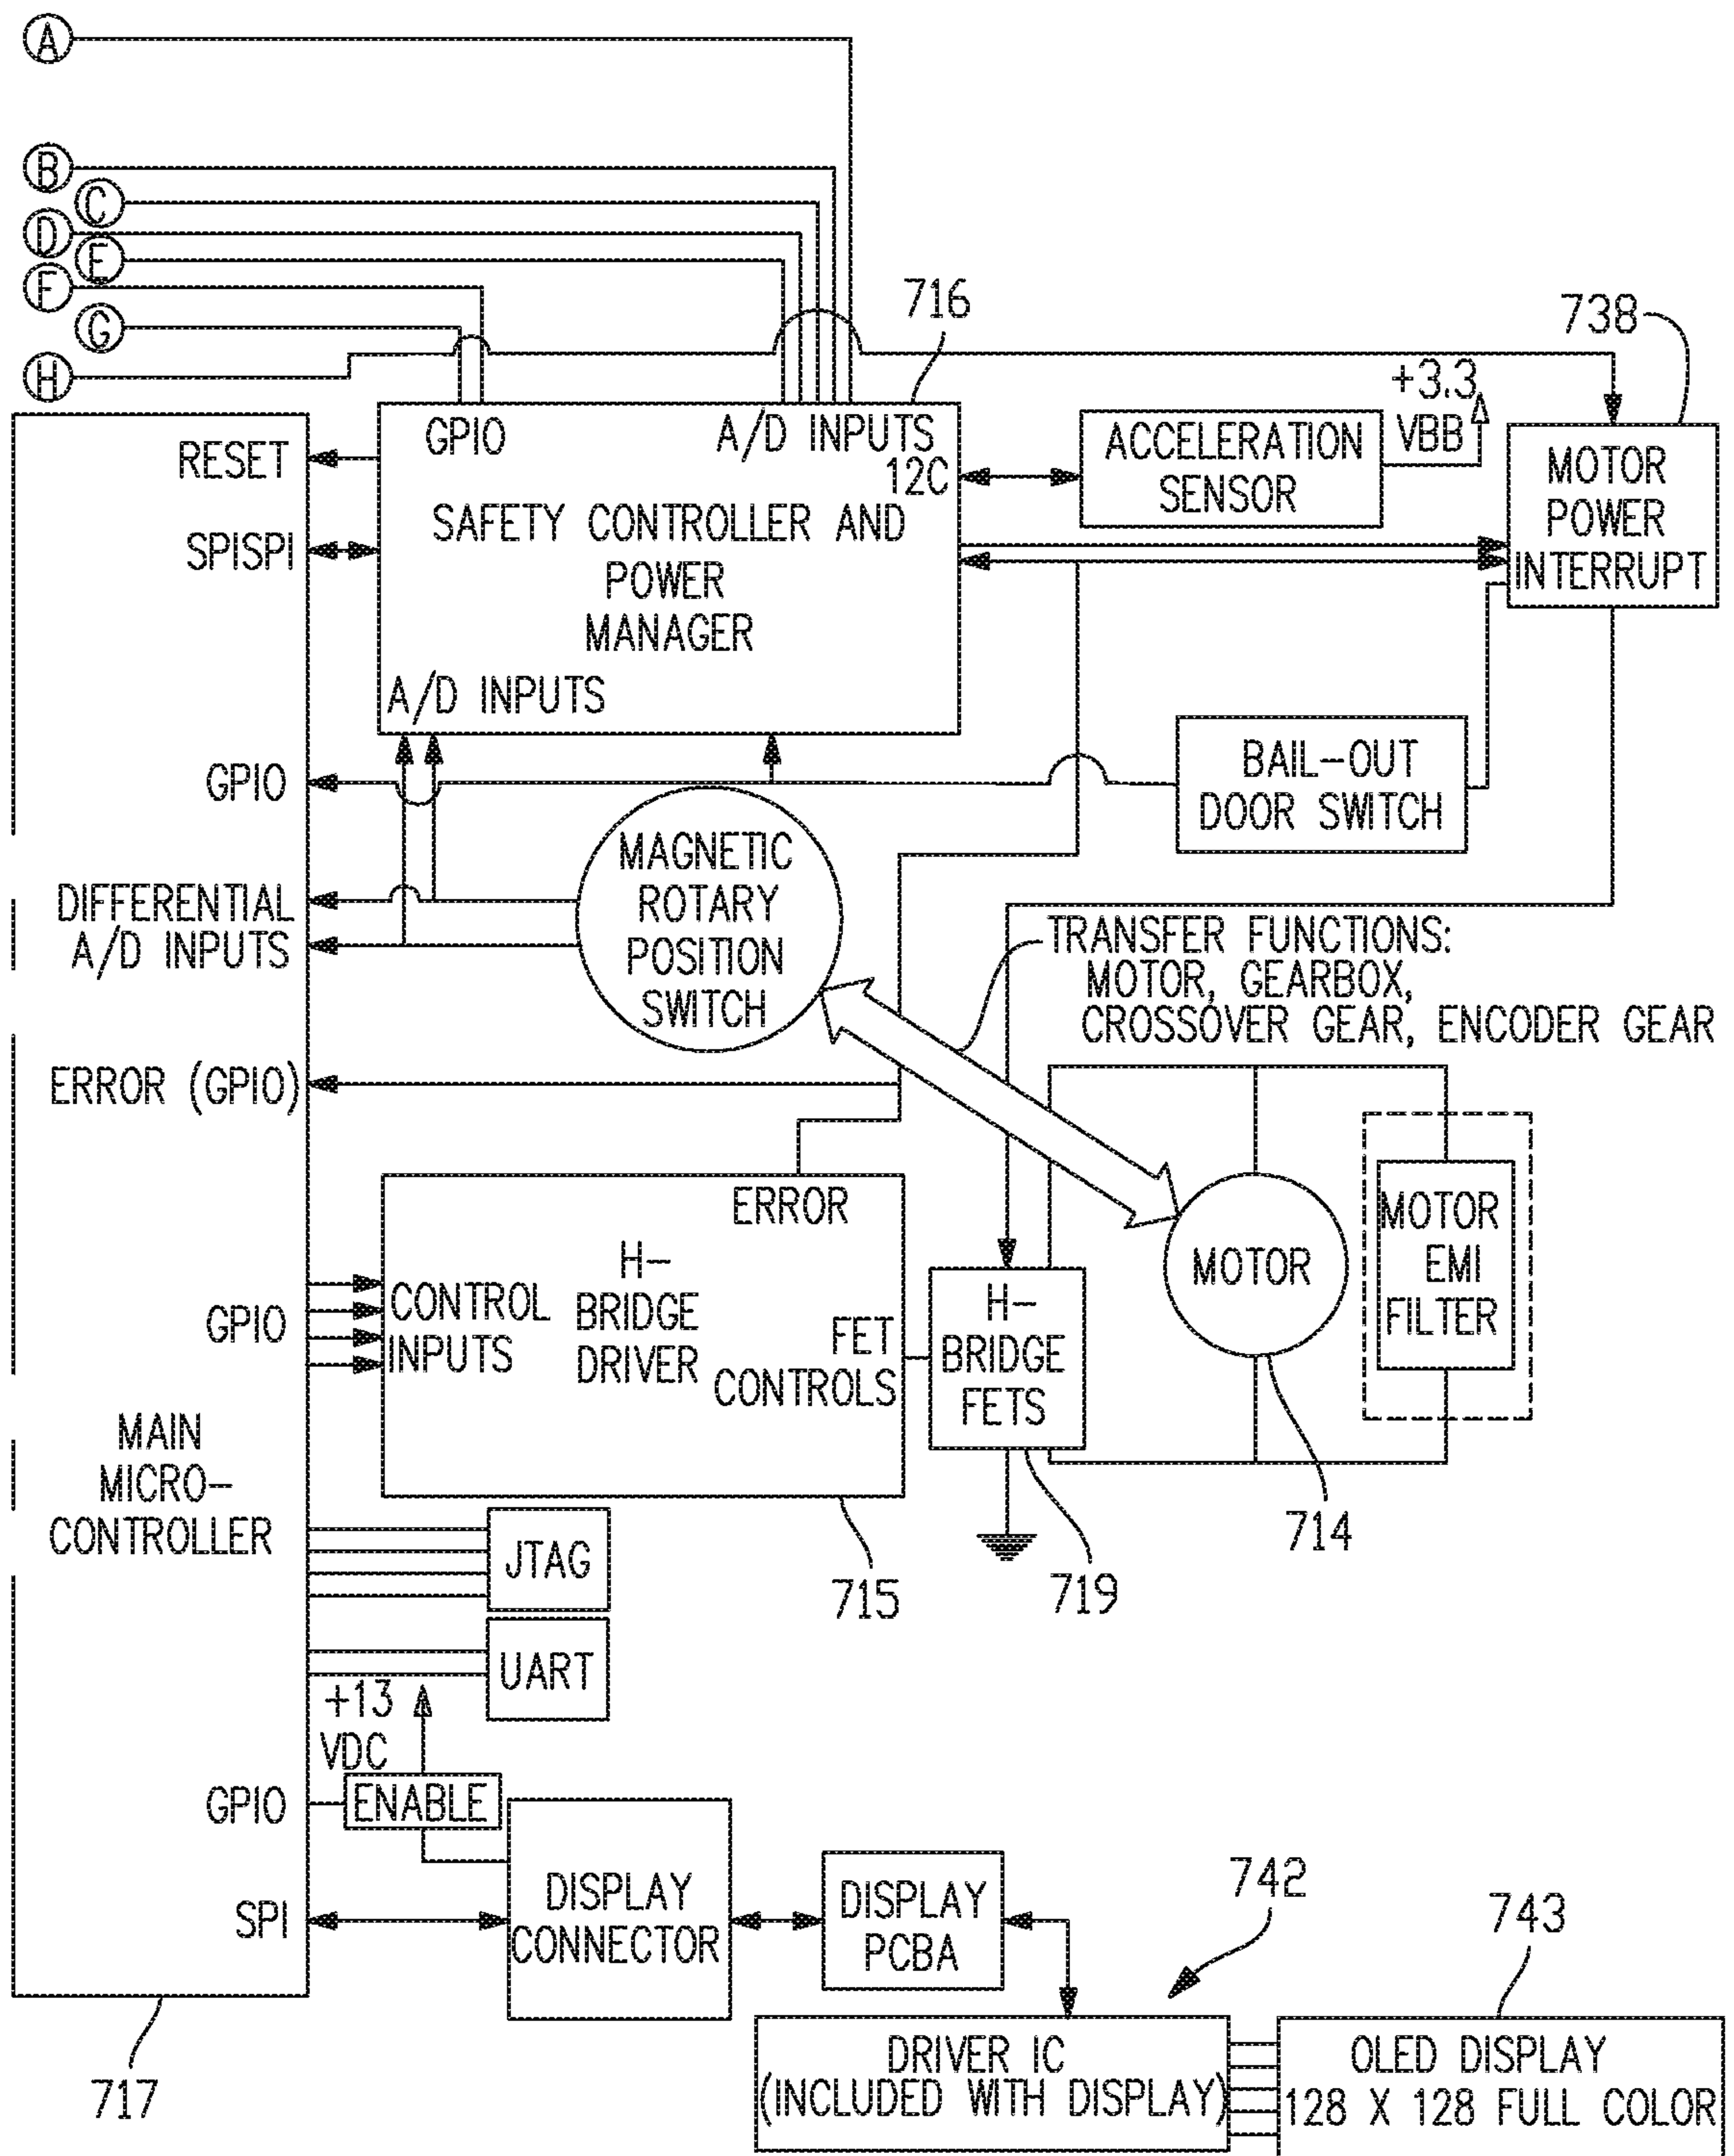 A
B
C
D
E
F
G
H
716
738
+3.3
VBB
RESET
GPIO
A/D INPUTS
12C
ACCELERATION
SENSOR
MOTOR
POWER
INTERRUPT
SPISPI
SAFETY CONTROLLER AND
POWER
MANAGER
A/D INPUTS
GPIO
BAIL-OUT
DOOR SWITCH
MAGNETIC
ROTARY
POSITION
SWITCH
DIFFERENTIAL
A/D INPUTS
TRANSFER FUNCTIONS:
MOTOR, GEARBOX,
CROSSOVER GEAR, ENCODER GEAR
ERROR (GPIO)
ERROR
H-
BRIDGE
DRIVER
GPIO
CONTROL
INPUTS
FET
CONTROLS
H-
BRIDGE
FETS
MOTOR
MOTOR
EMI
FILTER
MAIN
MICRO-
CONTROLLER
JTAG
715
719
714
UART
+13
VDC
GPIO
ENABLE
SPI
DISPLAY
CONNECTOR
DISPLAY
PCBA
742
743
717
DRIVER IC
(INCLUDED WITH DISPLAY)
OLED DISPLAY
128 X 128 FULL COLOR